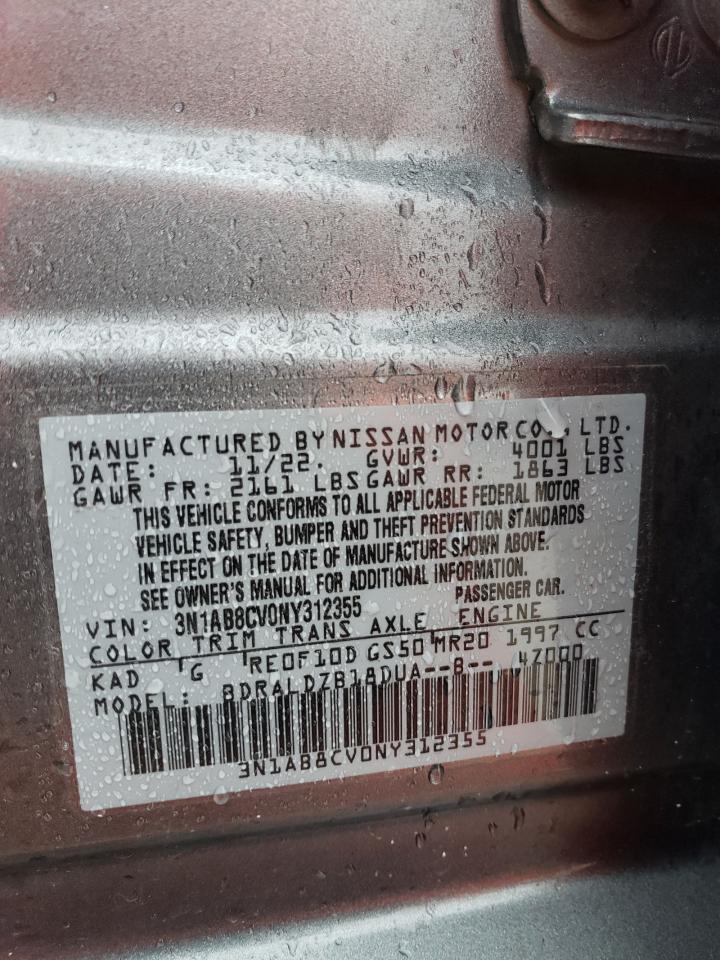 MANUFACTURED BY NISSAN MOTOR CO., LTD.
DATE: 11/22. GVWR: 4001 LBS
GAWR FR: 2161 LBS GAWR RR: 1863 LBS
THIS VEHICLE CONFORMS TO ALL APPLICABLE FEDERAL MOTOR
VEHICLE SAFETY, BUMPER AND THEFT PREVENTION STANDARDS
IN EFFECT ON THE DATE OF MANUFACTURE SHOWN ABOVE.
SEE OWNER'S MANUAL FOR ADDITIONAL INFORMATION.
VIN: 3N1AB8CV0NY312355 PASSENGER CAR.
COLOR TRIM TRANS AXLE ENGINE
KAD G RE0F10D GS50 MR20 1997 CC
MODEL: BDRALDZB18DUA--B-- 4Z000
3N1AB8CV0NY312355